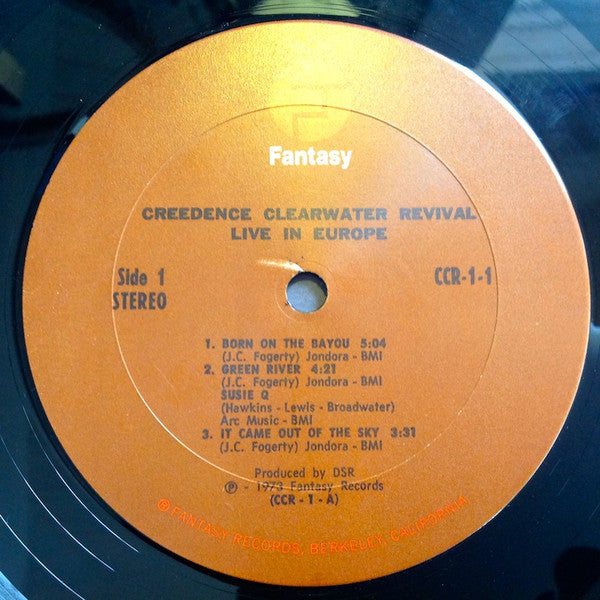 Fantasy
CREEDENCE CLEARWATER REVIVAL
LIVE IN EUROPE
Side 1
STEREO
CCR-1-1
1. BORN ON THE BAYOU 5:04
(J.C. Fogerty) Jondora - BMI
2. GREEN RIVER 4:21
(J.C. Fogerty) Jondora - BMI
SUSIE Q
(Hawkins - Lewis - Broadwater)
Arc Music - BMI
3. IT CAME OUT OF THE SKY 3:31
(J.C. Fogerty) Jondora - BMI
Produced by DSR
℗ - 1973 Fantasy Records
(CCR - 1 - A)
® FANTASY RECORDS, BERKELEY, CALIFORNIA